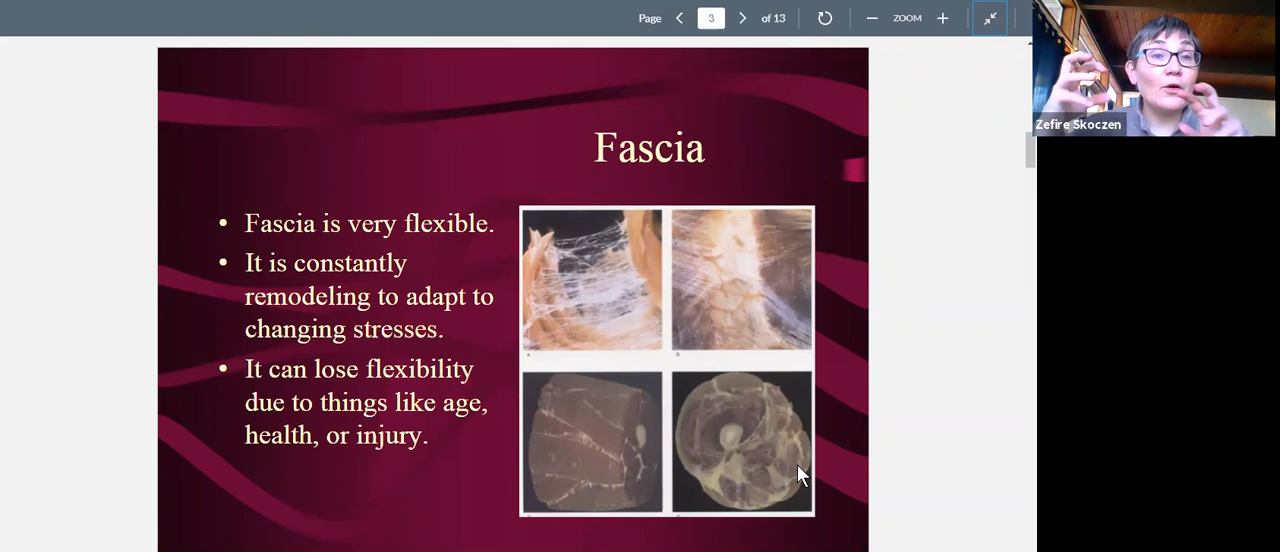 Page 3 of 13 ZOOM
Zefire Skoczen
Fascia
• Fascia is very flexible.
• It is constantly
remodeling to adapt to
changing stresses.
• It can lose flexibility
due to things like age,
health, or injury.